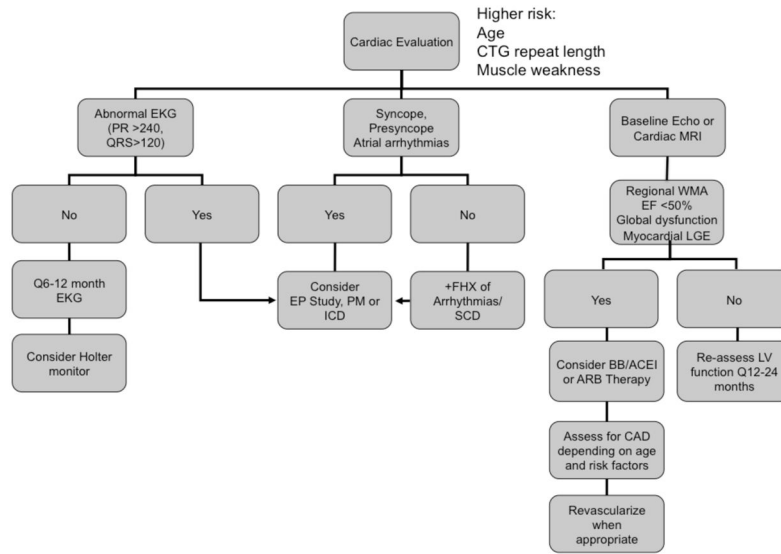 Higher risk:
Age
CTG repeat length
Muscle weakness
Cardiac Evaluation
Abnormal EKG
(PR >240,
QRS>120)
Syncope,
Presyncope
Atrial arrhythmias
Baseline Echo or
Cardiac MRI
No
Yes
Yes
No
Regional WMA
EF <50%
Global dysfunction
Myocardial LGE
Q6-12 month
EKG
Consider
EP Study, PM or
ICD
+FHX of
Arrhythmias/
SCD
Yes
No
Consider Holter
monitor
Consider BB/ACEI
or ARB Therapy
Re-assess LV
function Q12-24
months
Assess for CAD
depending on age
and risk factors
Revascularize
when
appropriate